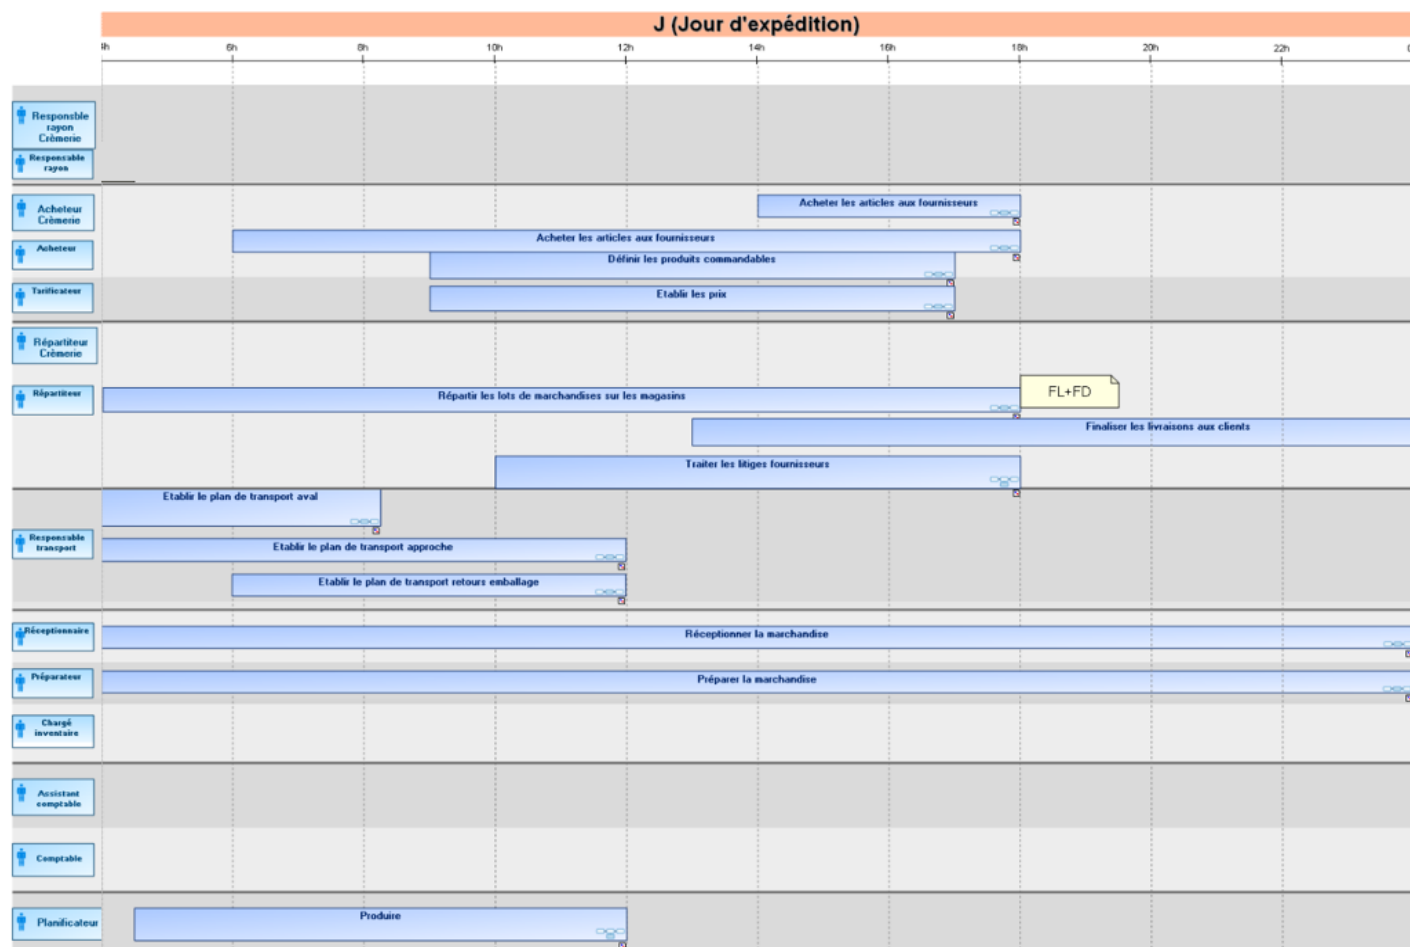 J (Jour d'expédition)
4h 6h 8h 10h 12h 14h 16h 18h 20h 22h 0
Responsble
rayon
Crèmerie
Responsable
rayon
Acheteur
Crèmerie
Acheter les articles aux fournisseurs
Acheteur
Acheter les articles aux fournisseurs
Définir les produits commandables
Tarificateur
Etablir les prix
Répartiteur
Crèmerie
Répartiteur
Répartir les lots de marchandises sur les magasins
FL+FD
Finaliser les livraisons aux clients
Traiter les litiges fournisseurs
Etablir le plan de transport aval
Responsable
transport
Etablir le plan de transport approche
Etablir le plan de transport retours emballage
Réceptionnaire
Réceptionner la marchandise
Préparateur
Préparer la marchandise
Chargé
inventaire
Assistant
comptable
Comptable
Planificateur
Produire